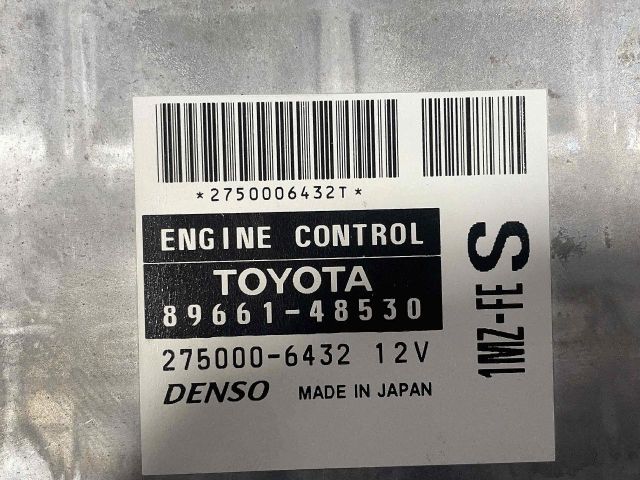 *2750006432T*
ENGINE CONTROL
TOYOTA
89661-48530
275000-6432 12V
DENSO MADE IN JAPAN
1MZ-FE S